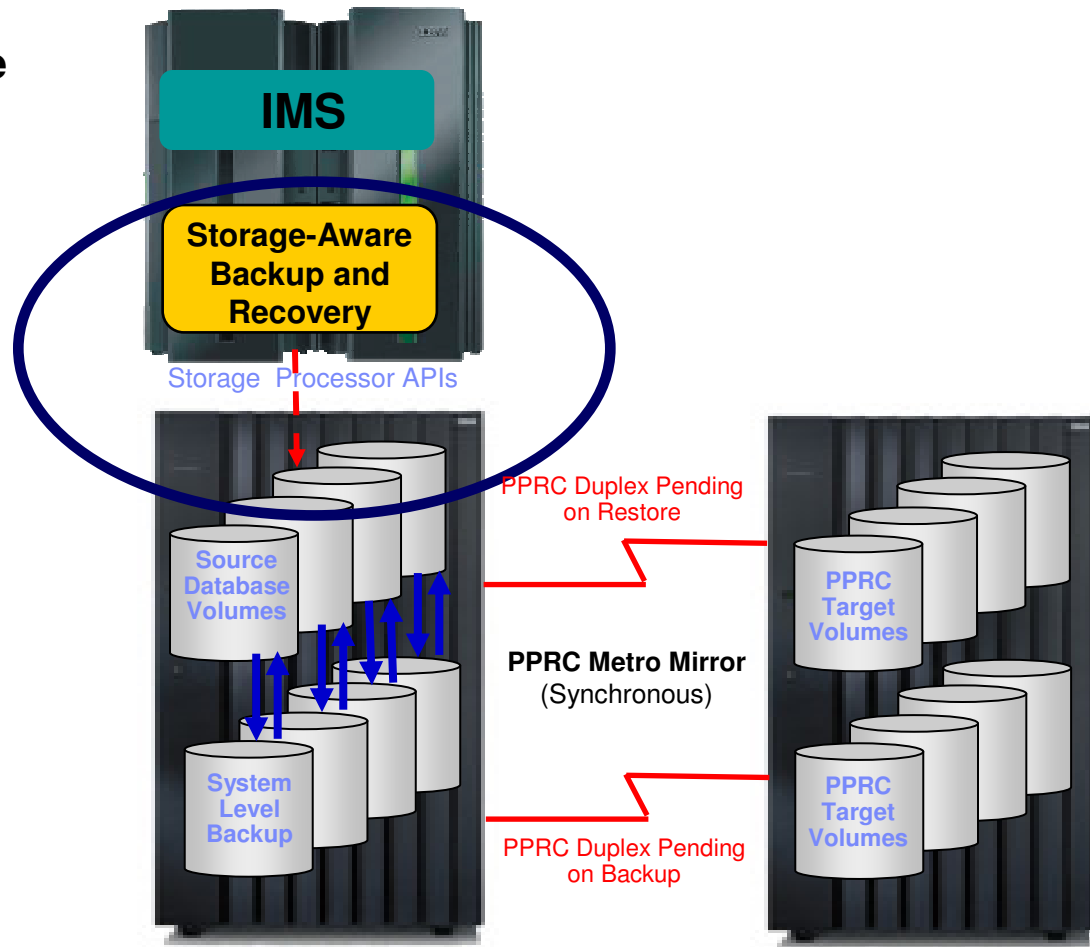 e
IMS
Storage-Aware
Backup and
Recovery
Storage Processor APIs
PPRC Duplex Pending
on Restore
Source
Database
Volumes
PPRC
Target
Volumes
PPRC Metro Mirror
(Synchronous)
System
Level
Backup
PPRC
Target
Volumes
PPRC Duplex Pending
on Backup